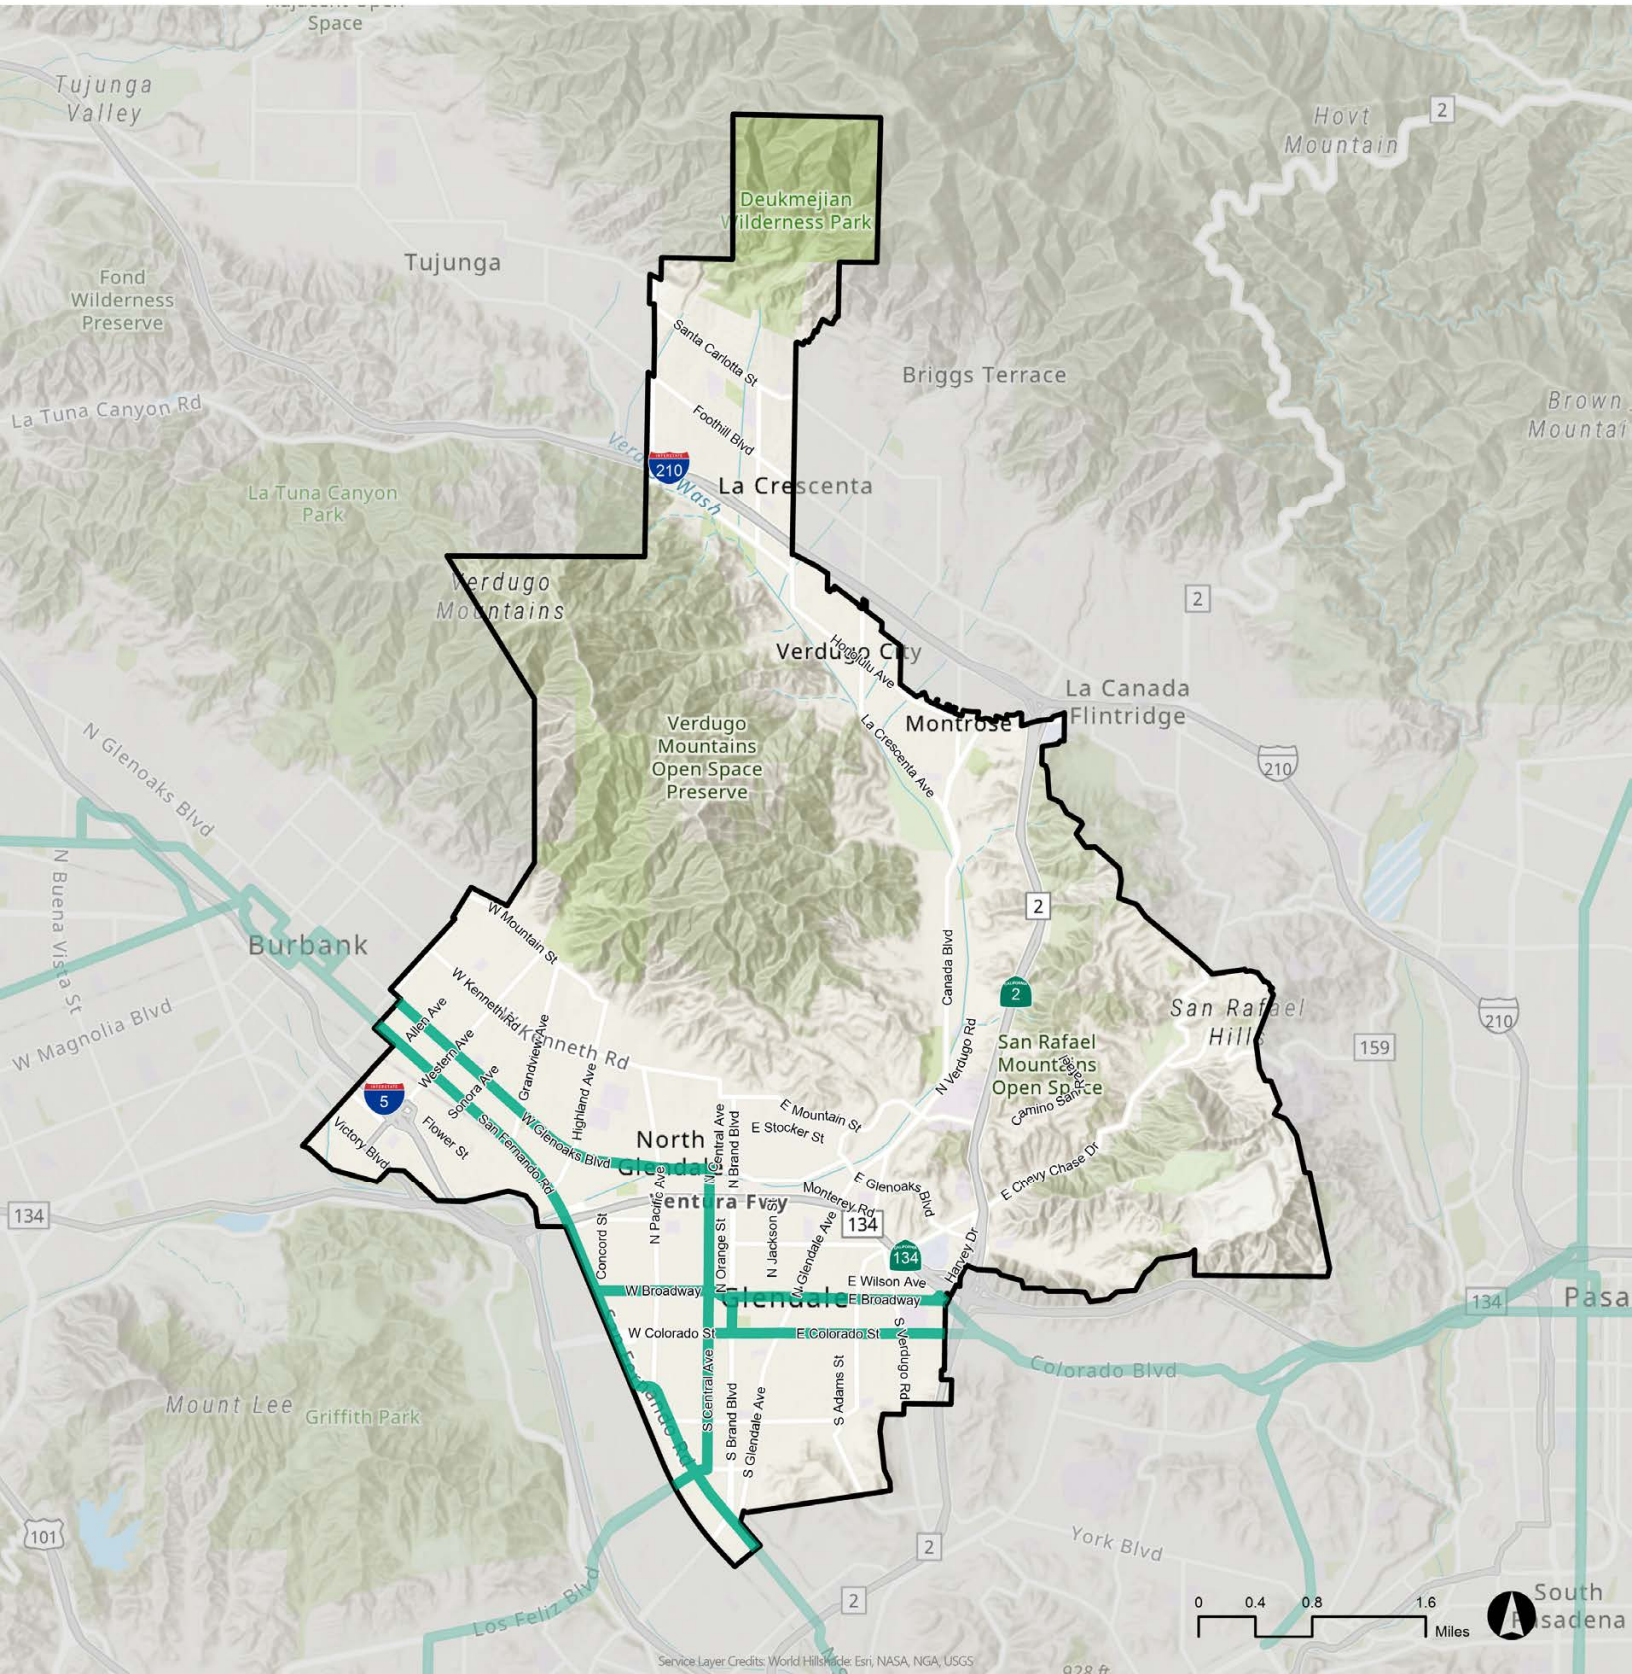 Space
Tujunga
Valley
2
Hoyt
Mountain
Deukmejian
Wilderness Park
Tujunga
Fond
Wilderness
Preserve
Santa Carlotta St
Briggs Terrace
La Tuna Canyon Rd
Brown
Mountai
Foothill Blvd
Verdugo Wash
INTERSTATE
210
La Crescenta
La Tuna Canyon
Park
Verdugo
Mountains
2
Honolulu Ave
Verdugo City
La Canada
Flintridge
Montrose
Verdugo
Mountains
Open Space
Preserve
La Crescenta Ave
N Glenoaks Blvd
210
N Buena Vista St
2
W Mountain St
Burbank
Canada Blvd
W Kenneth Rd
CALIFORNIA
2
San Rafael
Hills
210
Allen Ave
W Kenneth Rd
W Magnolia Blvd
Western Ave
Grandview Ave
N Verdugo Rd
San Rafael
Mountains
Open Space
159
Sonora Ave
Highland Ave
Camino San Rafael
INTERSTATE
5
Victory Blvd
Flower St
San Fernando Rd
W Glenoaks Blvd
North
Glendale
N Central Ave
N Brand Blvd
E Mountain St
E Stocker St
E Chevy Chase Dr
E Glenoaks Blvd
Monterey Rd
N Pacific Ave
entura Fwy
134
134
Concord St
N Orange St
N Jackson St
N Glendale Ave
CALIFORNIA
134
Harvey Dr
E Wilson Ave
W Broadway
Glendale
E Broadway
134
Pasa
W Colorado St
E Colorado St
S Verdugo Rd
San Fernando Rd
Colorado Blvd
S Central Ave
S Brand Blvd
S Glendale Ave
S Adams St
Mount Lee
Griffith Park
101
York Blvd
2
Los Feliz Blvd
2
South
Pasadena
0 0.4 0.8 1.6
Miles
Service Layer Credits: World Hillshade: Esri, NASA, NGA, USGS